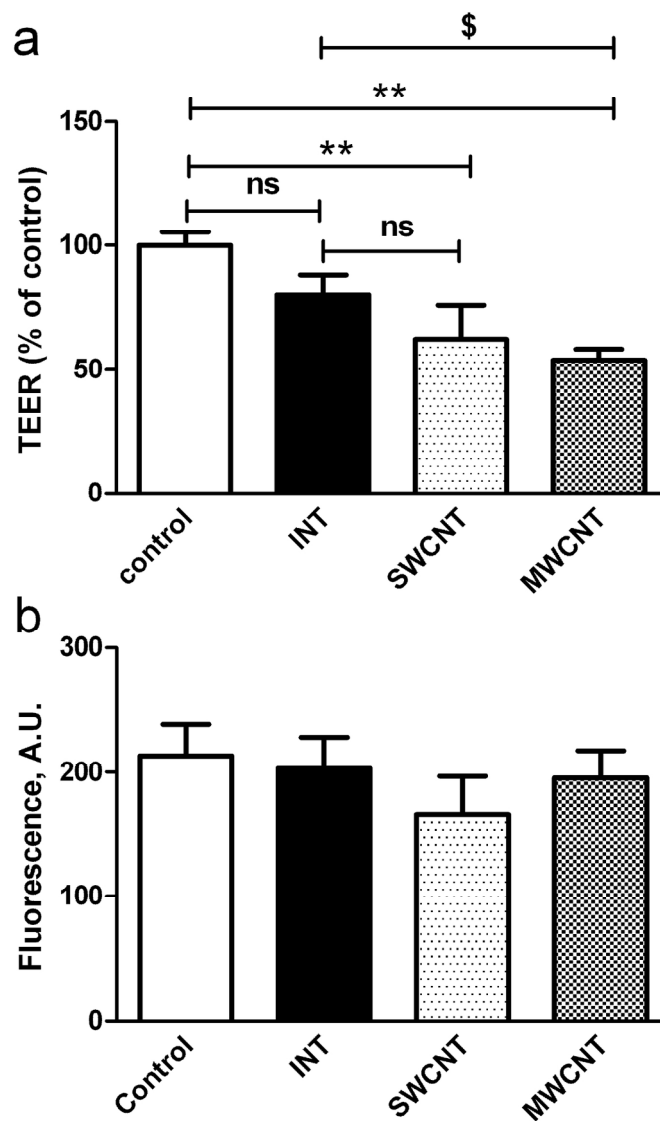 a
$
**
**
ns
ns
TEER (% of control)
150
100
50
0
control
INT
SWCNT
MWCNT
b
Fluorescence, A.U.
300
200
100
0
Control
INT
SWCNT
MWCNT